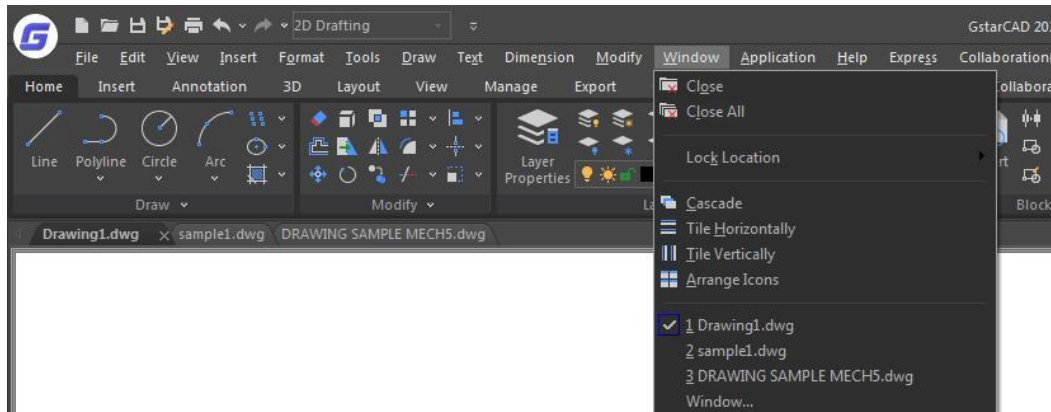 2D Drafting
GstarCAD 20
File Edit View Insert Format Tools Draw Text Dimension Modify Window Application Help Express Collaboration
Home Insert Annotation 3D Layout View Manage Export
Line Polyline Circle Arc
Layer
Properties
Draw Modify
Block
Drawing1.dwg sample1.dwg DRAWING SAMPLE MECH5.dwg
Close
Close All
Lock Location
Cascade
Tile Horizontally
Tile Vertically
Arrange Icons
1 Drawing1.dwg
2 sample1.dwg
3 DRAWING SAMPLE MECH5.dwg
Window...